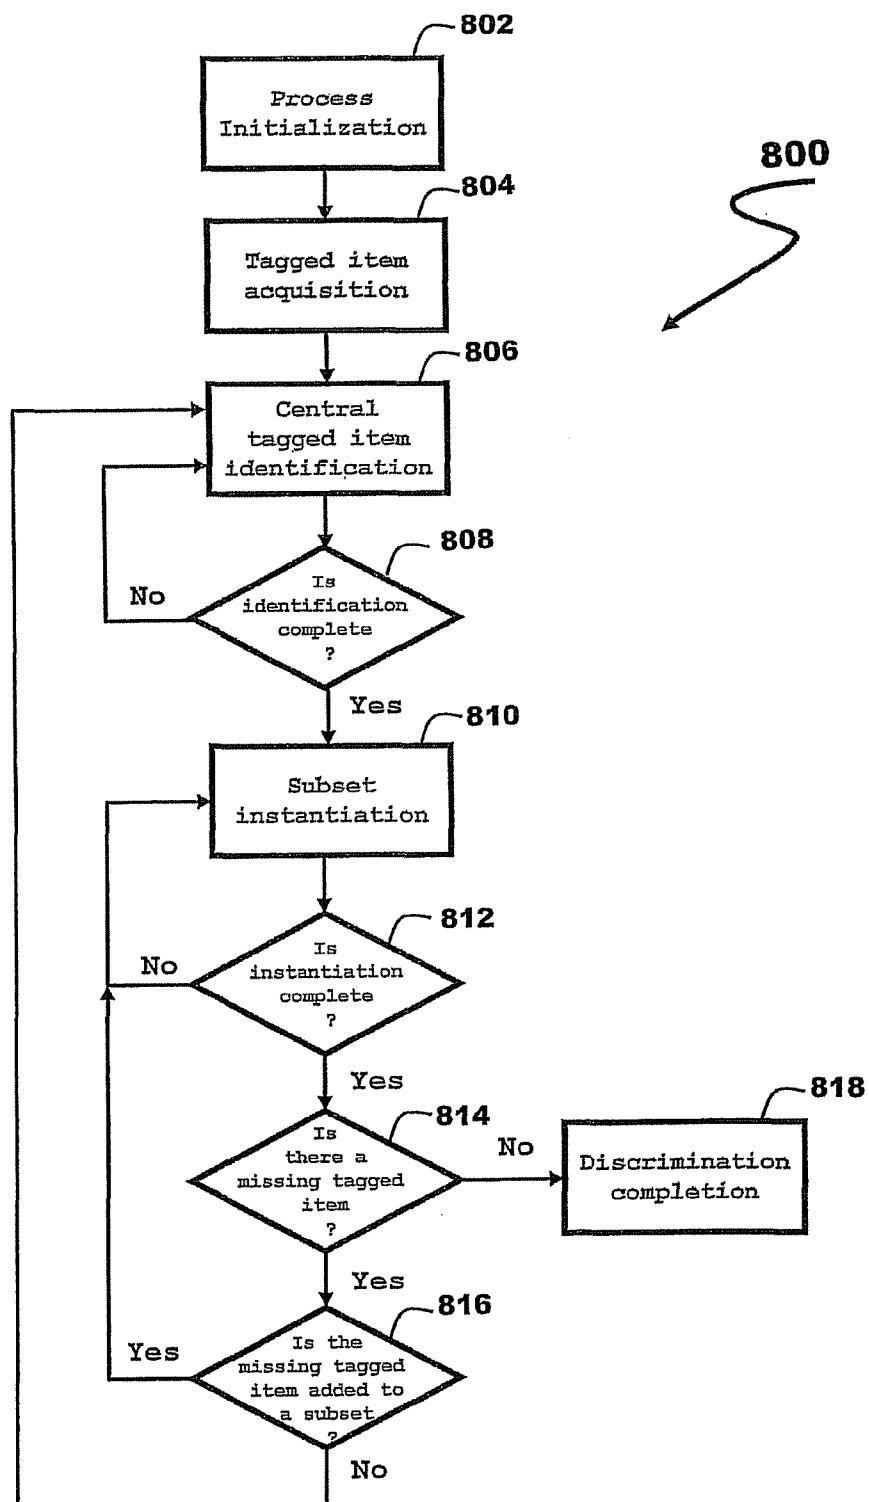 802
Process
Initialization
804
Tagged item
acquisition
800
806
Central
tagged item
identification
808
Is
identification
complete
?
No
Yes
810
Subset
instantiation
812
Is
instantiation
complete
?
No
Yes
814
Is
there a
missing tagged
item
?
No
818
Discrimination
completion
Yes
816
Is the
missing tagged
item added to
a subset
?
Yes
No